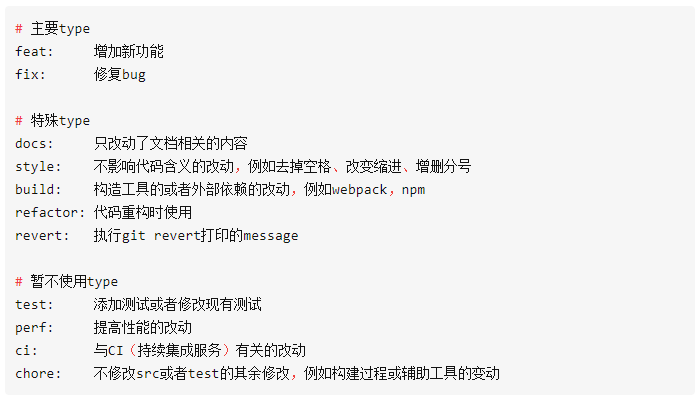 # 主要type
feat:     增加新功能
fix:      修复bug
# 特殊type
docs:     只改动了文档相关的内容
style:    不影响代码含义的改动，例如去掉空格、改变缩进、增删分号
build:    构造工具的或者外部依赖的改动，例如webpack，npm
refactor: 代码重构时使用
revert:   执行git revert打印的message
# 暂不使用type
test:     添加测试或者修改现有测试
perf:     提高性能的改动
ci:       与CI（持续集成服务）有关的改动
chore:    不修改src或者test的其余修改，例如构建过程或辅助工具的变动